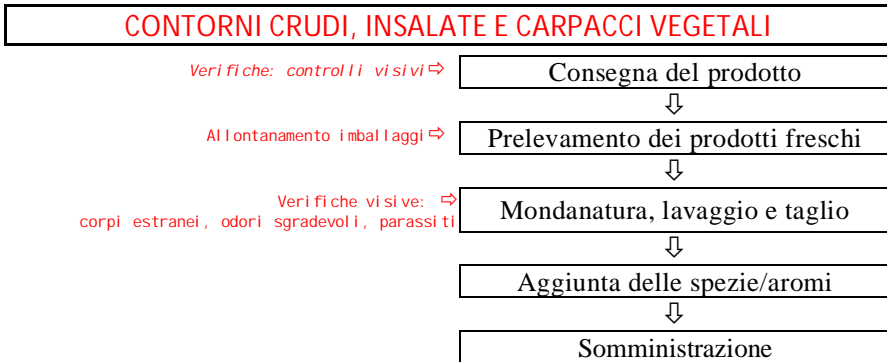 CONTORNI CRUDI, INSALATE E CARPACCI VEGETALI
Verifiche: controlli visivi⇨
Consegna del prodotto
⇩
Allontanamento imballaggi⇨
Prelevamento dei prodotti freschi
⇩
Verifiche visive: ⇨
corpi estranei, odori sgradevoli, parassiti
Mondanatura, lavaggio e taglio
⇩
Aggiunta delle spezie/aromi
⇩
Somministrazione